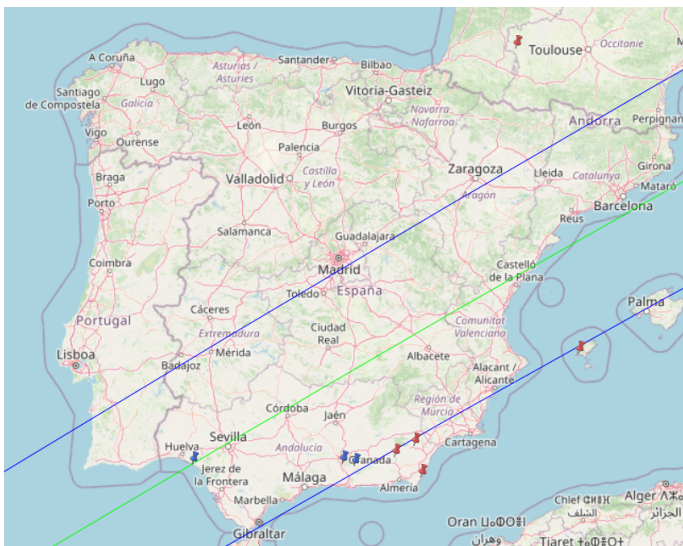 A Coruña
Santander
Bilbao
Toulouse
Occitanie
Lugo
Asturias /
Asturies
Vitoria-Gasteiz
Santiago
de Compostela
Galicia
León
Burgos
Navarra -
Nafarroa
Andorra
Perpignan
Vigo
Ourense
Palencia
Girona
Braga
Valladolid
Castilla
y León
Zaragoza
Lleida
Catalunya
Mataró
Porto
Aragón
Reus
Barcelona
Salamanca
Guadalajara
Coimbra
Madrid
Castelló
de la Plana
Toledo
España
Palma
Portugal
Cáceres
Ciudad
Real
Comunitat
Valenciana
Lisboa
Extremadura
Badajoz
Mérida
Albacete
Alacant /
Alicante
Córdoba
Jaén
Región de
Murcia
Huelva
Sevilla
Andalucía
Granada
Cartagena
Jerez de
la Frontera
Málaga
Almería
Marbella
Gibraltar
Oran
Chlef
الشلف
Alger
الجزائر
وهران
Tiaret